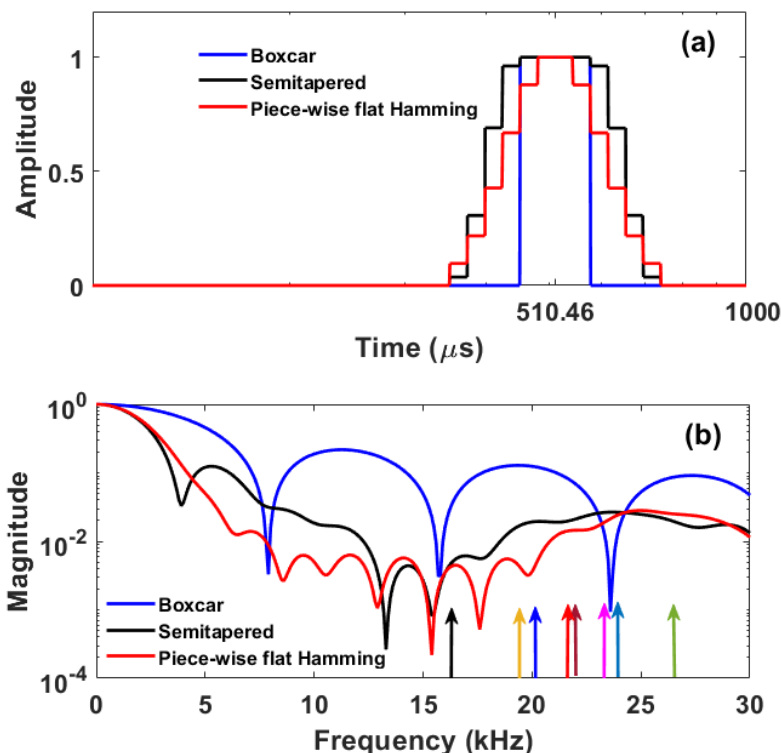 (a)
1
Boxcar
Semitapered
Piece-wise flat Hamming
0.5
Amplitude
0
510.46
1000
Time (μs)
10^0
(b)
10^-2
Magnitude
Boxcar
Semitapered
Piece-wise flat Hamming
10^-4
0 5 10 15 20 25 30
Frequency (kHz)